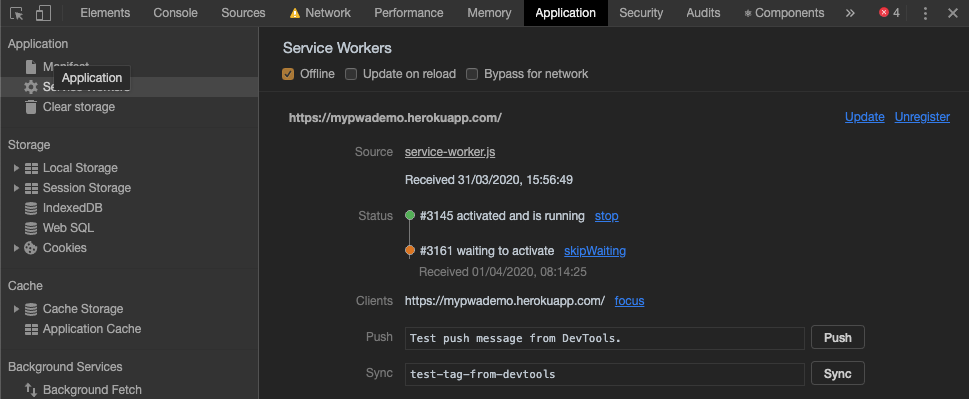 Elements Console Sources Network Performance Memory Application Security Audits Components » 4
Application
Service Workers
Application
Clear storage
Storage
Local Storage
Session Storage
IndexedDB
Web SQL
Cookies
Cache
Cache Storage
Application Cache
Background Services
Background Fetch
Service Workers
Offline Update on reload Bypass for network
https://mypwademo.herokuapp.com/ Update Unregister
Source service-worker.js
Received 31/03/2020, 15:56:49
Status #3145 activated and is running stop
#3161 waiting to activate skipWaiting
Received 01/04/2020, 08:14:25
Clients https://mypwademo.herokuapp.com/ focus
Push Test push message from DevTools. Push
Sync test-tag-from-devtools Sync